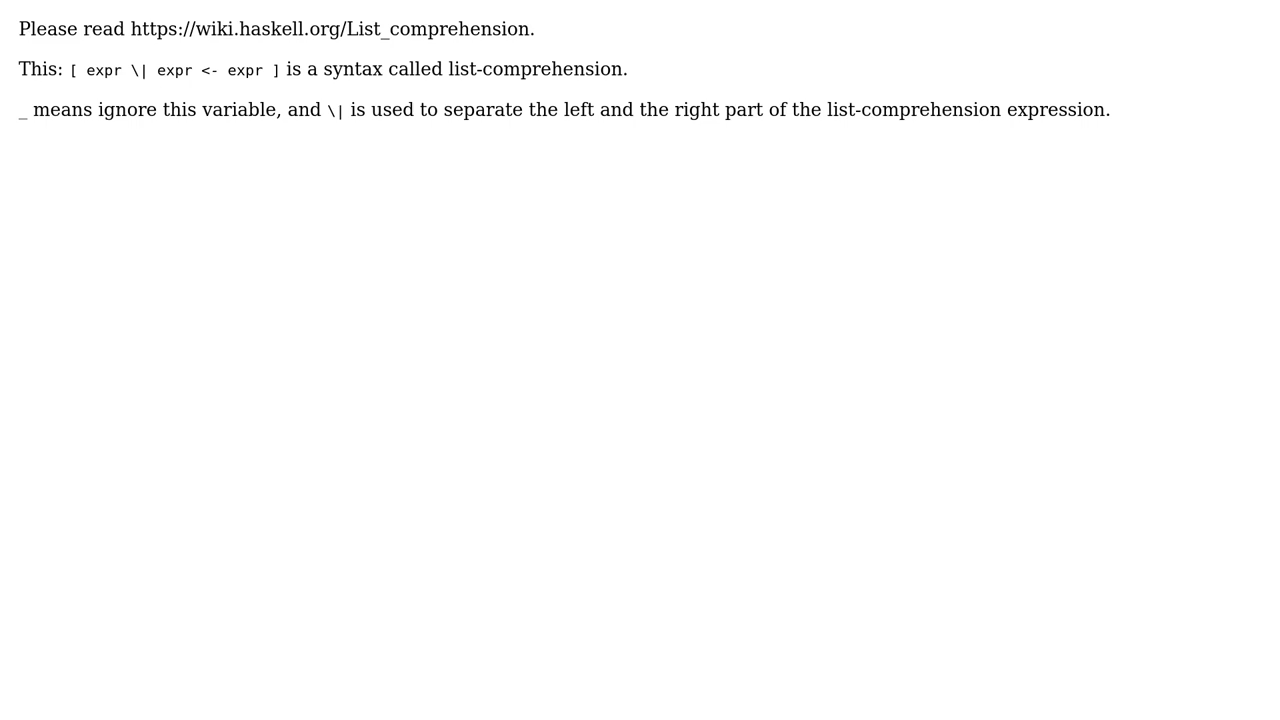 Please read https://wiki.haskell.org/List_comprehension.
This: [ expr \| expr <- expr ] is a syntax called list-comprehension.
_ means ignore this variable, and \| is used to separate the left and the right part of the list-comprehension expression.